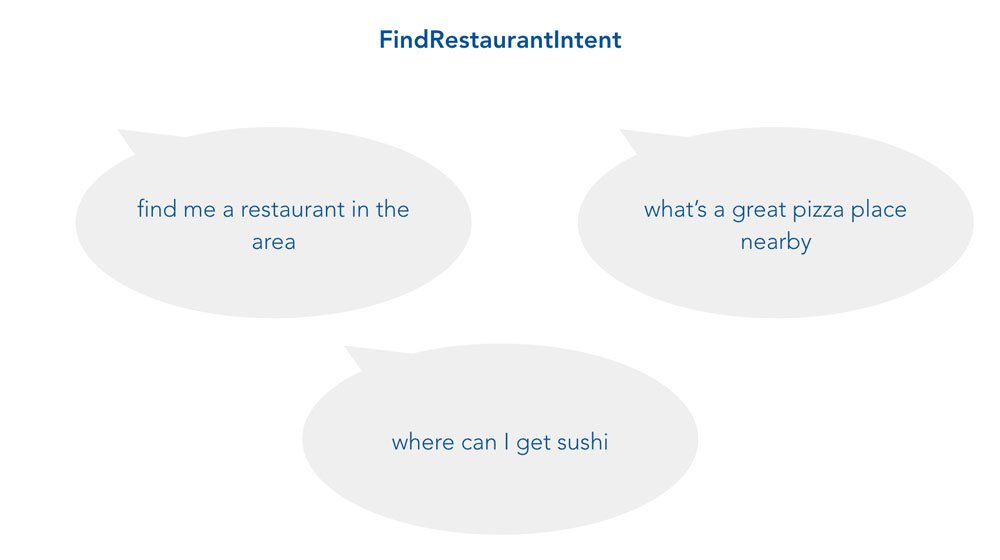 FindRestaurantIntent
find me a restaurant in the
area
what’s a great pizza place
nearby
where can I get sushi